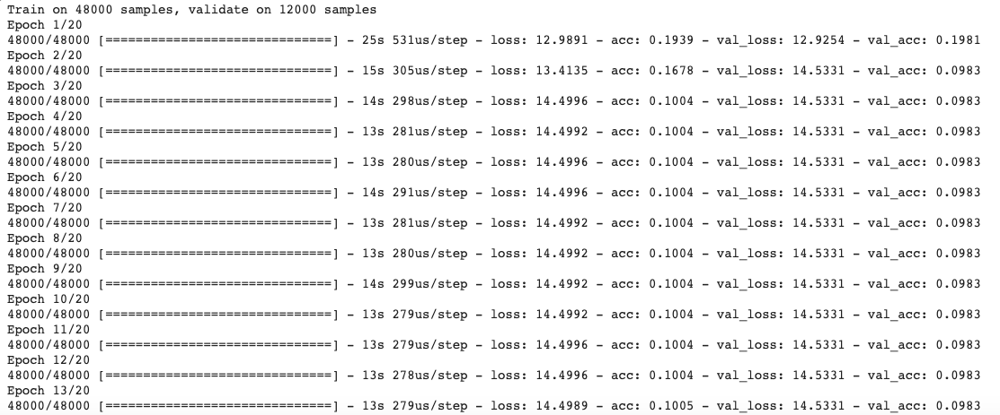 Train on 48000 samples, validate on 12000 samples
Epoch 1/20
48000/48000 [==============================] - 25s 531us/step - loss: 12.9891 - acc: 0.1939 - val_loss: 12.9254 - val_acc: 0.1981
Epoch 2/20
48000/48000 [==============================] - 15s 305us/step - loss: 13.4135 - acc: 0.1678 - val_loss: 14.5331 - val_acc: 0.0983
Epoch 3/20
48000/48000 [==============================] - 14s 298us/step - loss: 14.4996 - acc: 0.1004 - val_loss: 14.5331 - val_acc: 0.0983
Epoch 4/20
48000/48000 [==============================] - 13s 281us/step - loss: 14.4992 - acc: 0.1004 - val_loss: 14.5331 - val_acc: 0.0983
Epoch 5/20
48000/48000 [==============================] - 13s 280us/step - loss: 14.4996 - acc: 0.1004 - val_loss: 14.5331 - val_acc: 0.0983
Epoch 6/20
48000/48000 [==============================] - 14s 291us/step - loss: 14.4996 - acc: 0.1004 - val_loss: 14.5331 - val_acc: 0.0983
Epoch 7/20
48000/48000 [==============================] - 13s 281us/step - loss: 14.4992 - acc: 0.1004 - val_loss: 14.5331 - val_acc: 0.0983
Epoch 8/20
48000/48000 [==============================] - 13s 280us/step - loss: 14.4992 - acc: 0.1004 - val_loss: 14.5331 - val_acc: 0.0983
Epoch 9/20
48000/48000 [==============================] - 14s 299us/step - loss: 14.4992 - acc: 0.1004 - val_loss: 14.5331 - val_acc: 0.0983
Epoch 10/20
48000/48000 [==============================] - 13s 279us/step - loss: 14.4992 - acc: 0.1004 - val_loss: 14.5331 - val_acc: 0.0983
Epoch 11/20
48000/48000 [==============================] - 13s 279us/step - loss: 14.4996 - acc: 0.1004 - val_loss: 14.5331 - val_acc: 0.0983
Epoch 12/20
48000/48000 [==============================] - 13s 278us/step - loss: 14.4996 - acc: 0.1004 - val_loss: 14.5331 - val_acc: 0.0983
Epoch 13/20
48000/48000 [==============================] - 13s 279us/step - loss: 14.4989 - acc: 0.1005 - val_loss: 14.5331 - val_acc: 0.0983